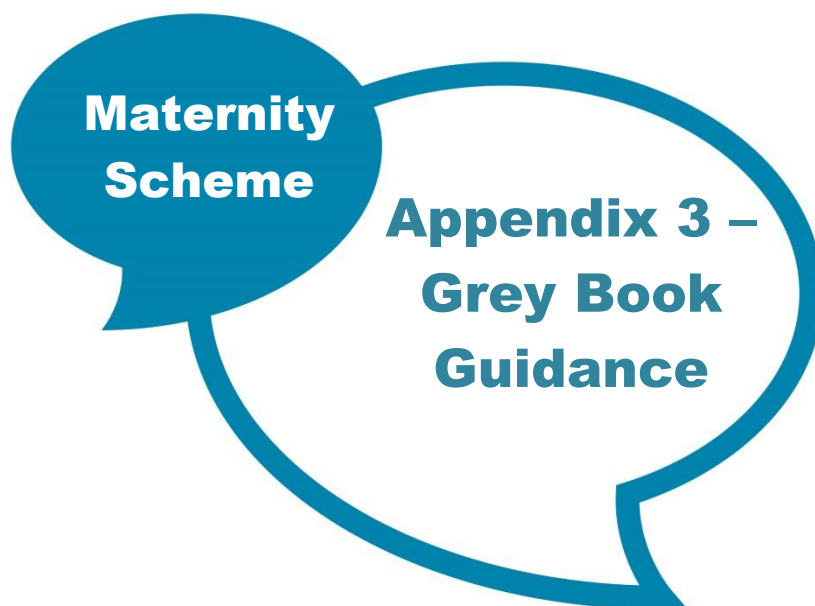 Maternity
Scheme
Appendix 3 –
Grey Book
Guidance